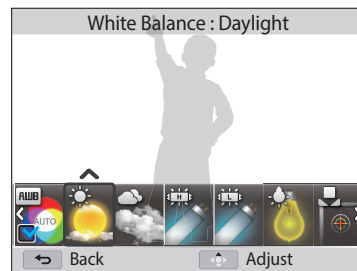 White Balance : Daylight
AWB
AUTO
H
L
Back
Adjust